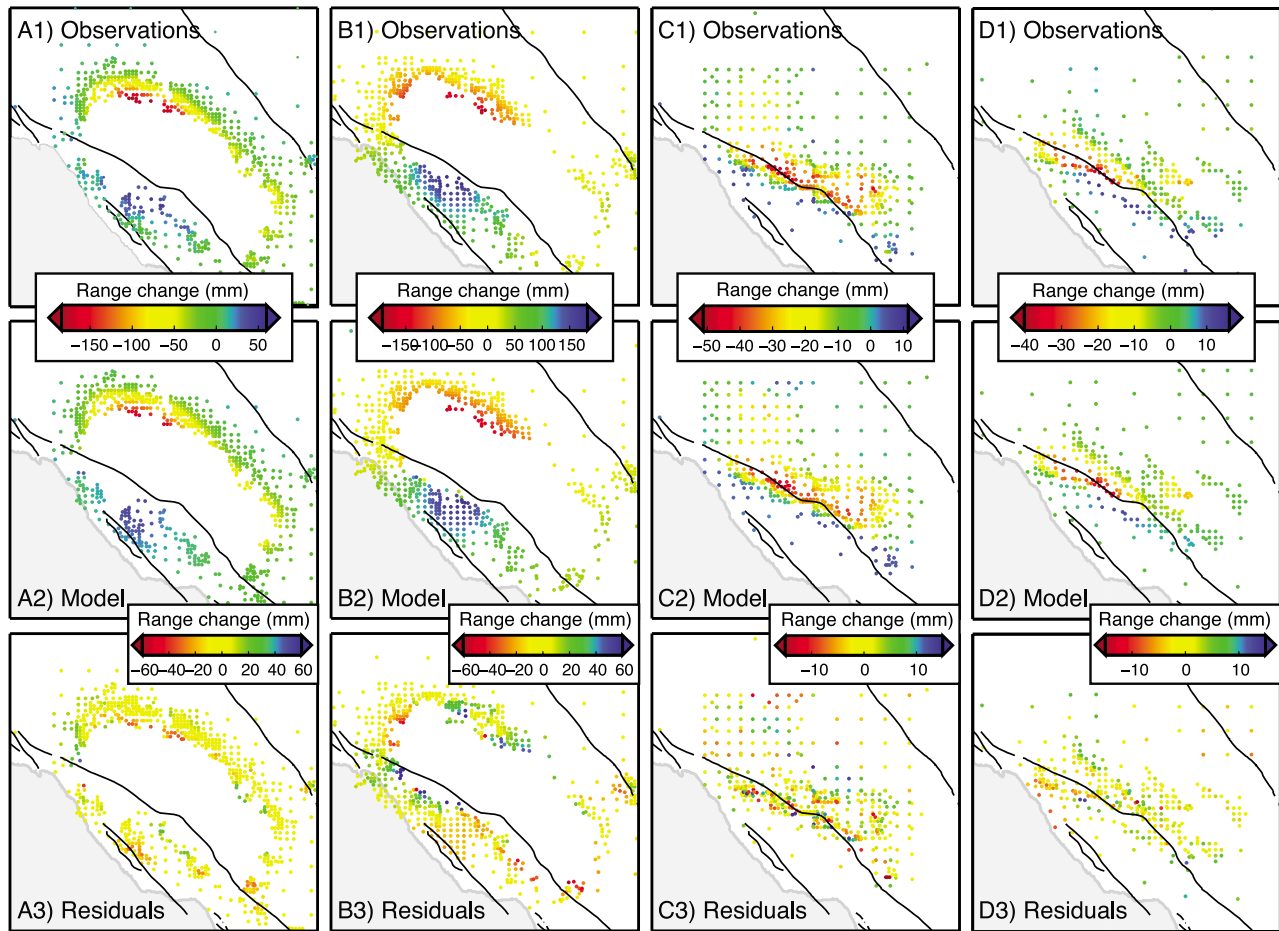 A1) Observations
B1) Observations
C1) Observations
D1) Observations
Range change (mm)
−150 −100 −50 0 50
Range change (mm)
−150−100−50 0 50 100 150
Range change (mm)
−50 −40 −30 −20 −10 0 10
Range change (mm)
−40 −30 −20 −10 0 10
A2) Model
B2) Model
C2) Model
D2) Model
Range change (mm)
−60−40−20 0 20 40 60
Range change (mm)
−60−40−20 0 20 40 60
Range change (mm)
−10 0 10
Range change (mm)
−10 0 10
A3) Residuals
B3) Residuals
C3) Residuals
D3) Residuals